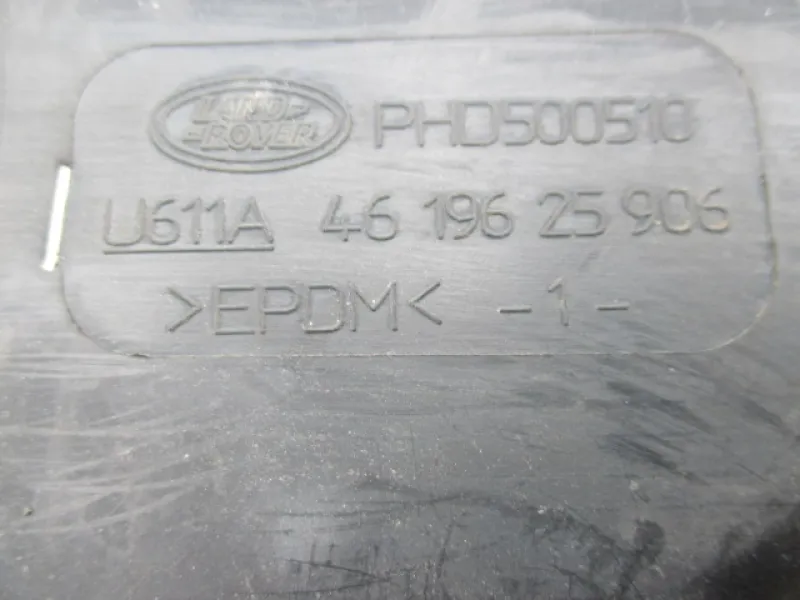 LAND-
-ROVER PHD500510
U611A 46 196 25 906
>EPDM< -1-